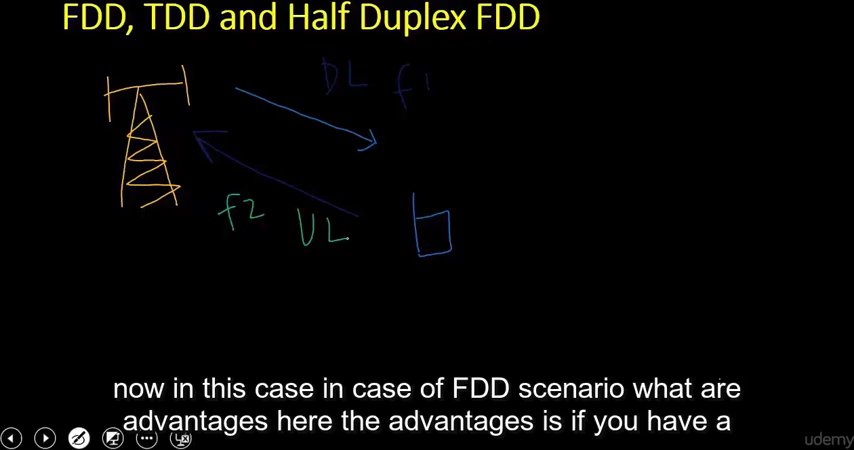 FDD, TDD and Half Duplex FDD
DL f1
f2
UL
now in this case in case of FDD scenario what are
advantages here the advantages is if you have a
udemy